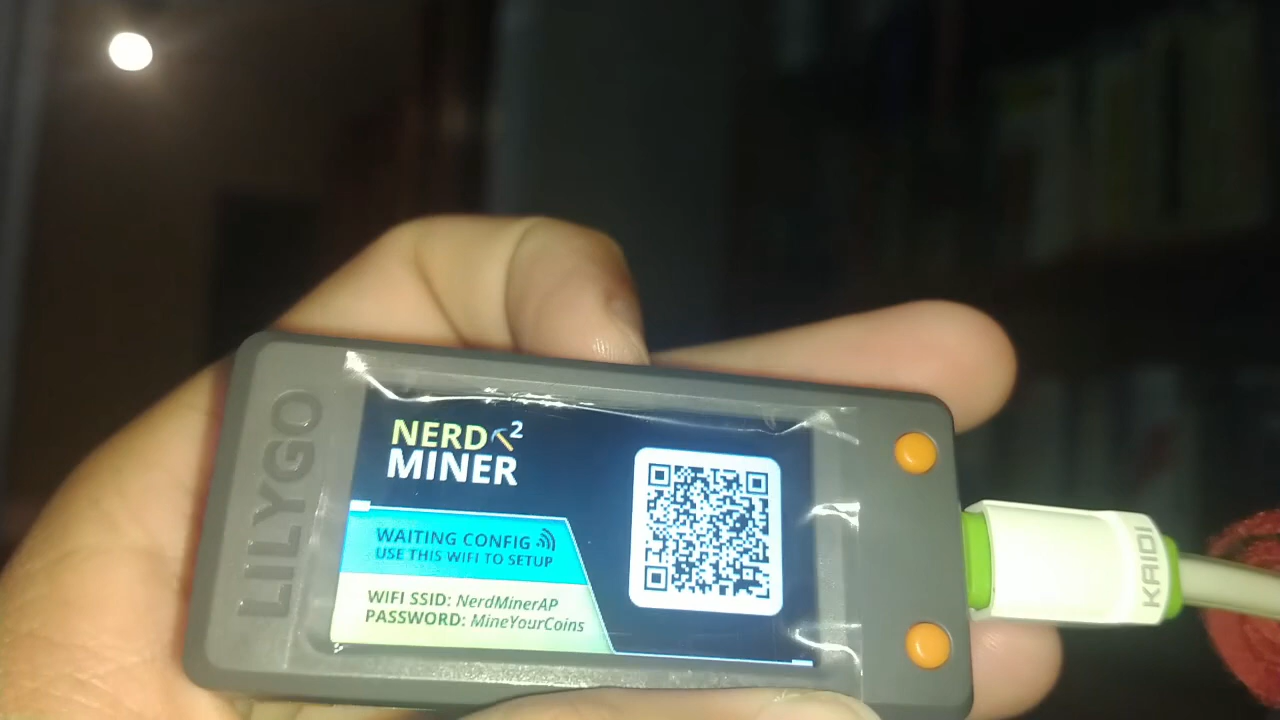 LILYGO
NERD 2
MINER
WAITING CONFIG
USE THIS WIFI TO SETUP
WIFI SSID: NerdMinerAP
PASSWORD: MineYourCoins
KAIDI